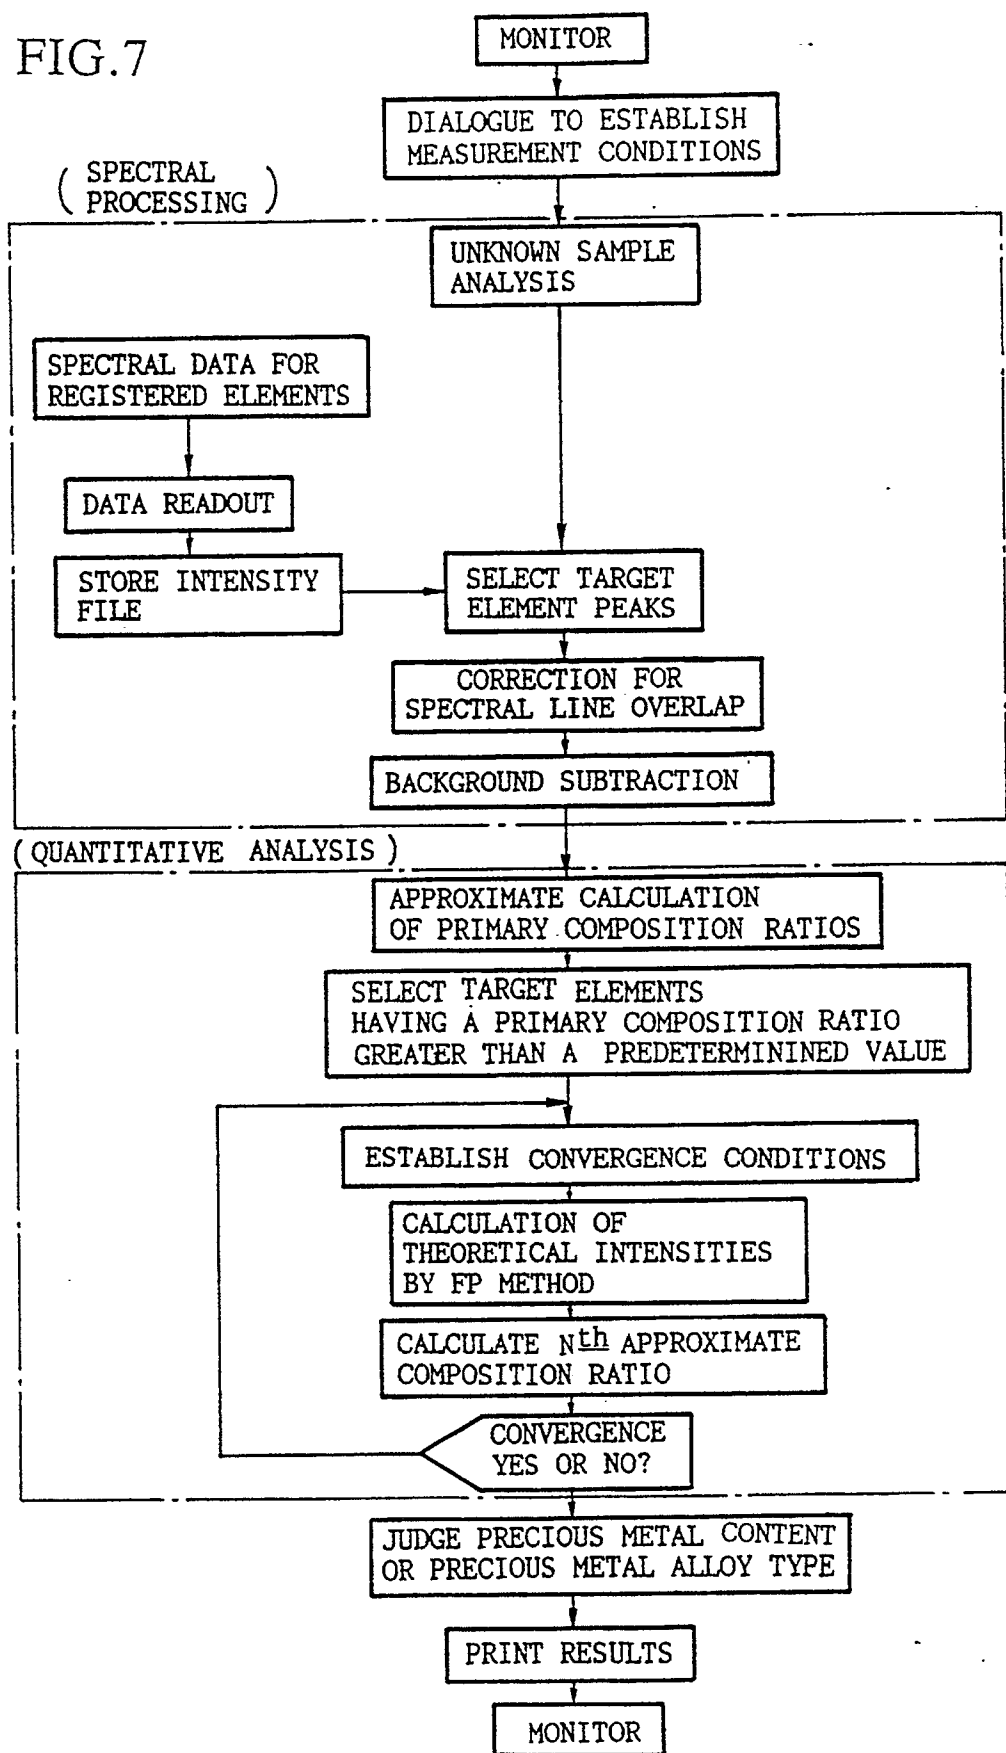 FIG.7
MONITOR
DIALOGUE TO ESTABLISH
MEASUREMENT CONDITIONS
( SPECTRAL
PROCESSING )
UNKNOWN SAMPLE
ANALYSIS
SPECTRAL DATA FOR
REGISTERED ELEMENTS
DATA READOUT
STORE INTENSITY
FILE
SELECT TARGET
ELEMENT PEAKS
CORRECTION FOR
SPECTRAL LINE OVERLAP
BACKGROUND SUBTRACTION
(QUANTITATIVE ANALYSIS)
APPROXIMATE CALCULATION
OF PRIMARY COMPOSITION RATIOS
SELECT TARGET ELEMENTS
HAVING A PRIMARY COMPOSITION RATIO
GREATER THAN A PREDETERMININED VALUE
ESTABLISH CONVERGENCE CONDITIONS
CALCULATION OF
THEORETICAL INTENSITIES
BY FP METHOD
CALCULATE Nth APPROXIMATE
COMPOSITION RATIO
CONVERGENCE
YES OR NO?
JUDGE PRECIOUS METAL CONTENT
OR PRECIOUS METAL ALLOY TYPE
PRINT RESULTS
MONITOR